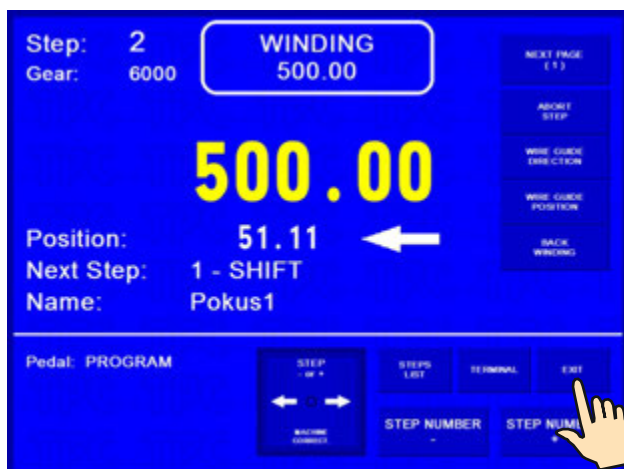 Step: 2
Gear: 6000
WINDING
500.00
NEXT PAGE
(1)
ABORT
STEP
500.00
WIRE GUIDE
DIRECTION
WIRE GUIDE
POSITION
Position: 51.11
BACK
WINDING
Next Step: 1 - SHIFT
Name: Pokus1
Pedal: PROGRAM
STEP
- or +
MACHINE
CORRECT
STEPS
LIST
TERMINAL
EXIT
STEP NUMBER
-
STEP
+